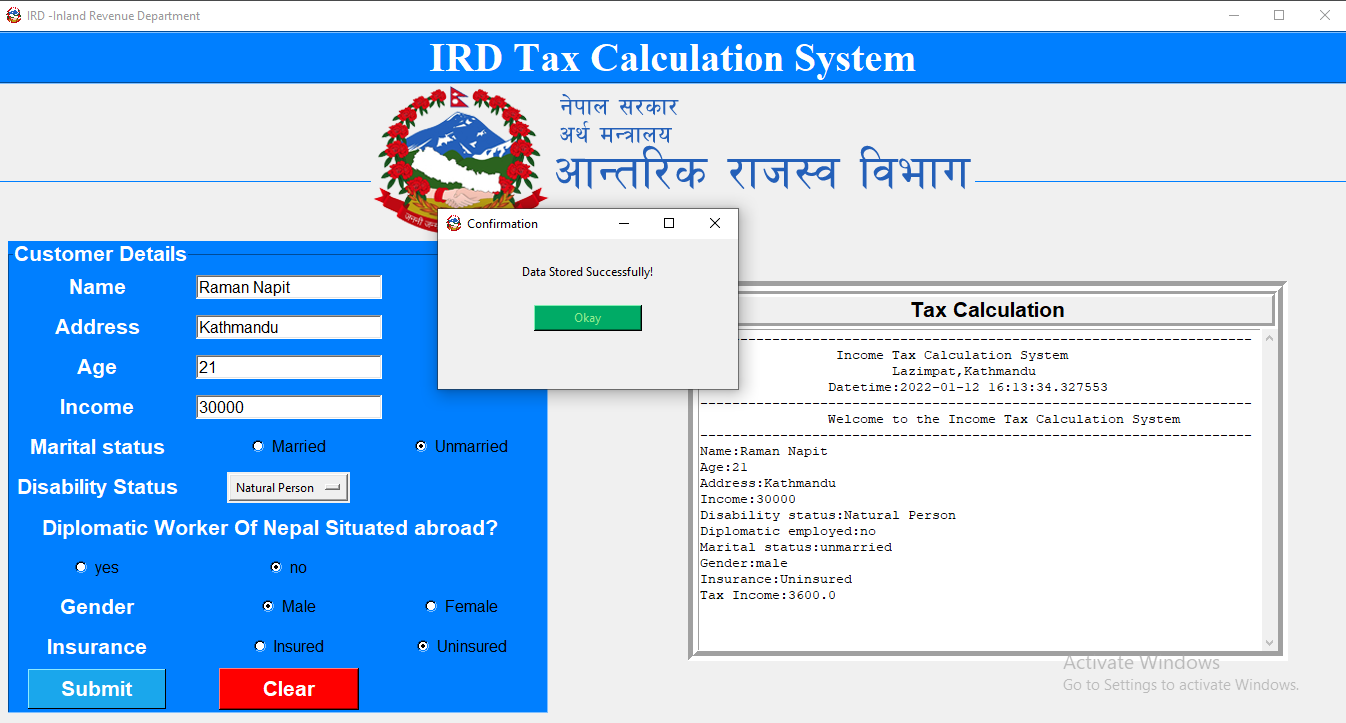 IRD -Inland Revenue Department
IRD Tax Calculation System
नेपाल सरकार
अर्थ मन्त्रालय
आन्तरिक राजस्व विभाग
Confirmation
Data Stored Successfully!
Okay
Customer Details
Name Raman Napit
Address Kathmandu
Age 21
Income 30000
Marital status Married Unmarried
Disability Status Natural Person
Diplomatic Worker Of Nepal Situated abroad?
yes no
Gender Male Female
Insurance Insured Uninsured
Submit Clear
Tax Calculation
Income Tax Calculation System
Lazimpat,Kathmandu
Datetime:2022-01-12 16:13:34.327553
Welcome to the Income Tax Calculation System
Name:Raman Napit
Age:21
Address:Kathmandu
Income:30000
Disability status:Natural Person
Diplomatic employed:no
Marital status:unmarried
Gender:male
Insurance:Uninsured
Tax Income:3600.0
Activate Windows
Go to Settings to activate Windows.